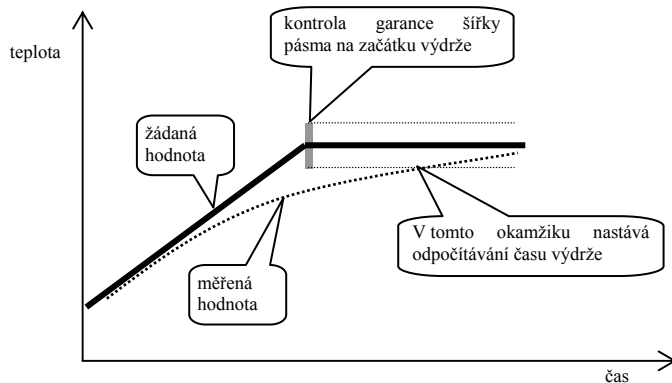 kontrola garance šířky
pásma na začátku výdrže
teplota
žádaná
hodnota
V tomto okamžiku nastává
odpočítávání času výdrže
měřená
hodnota
čas